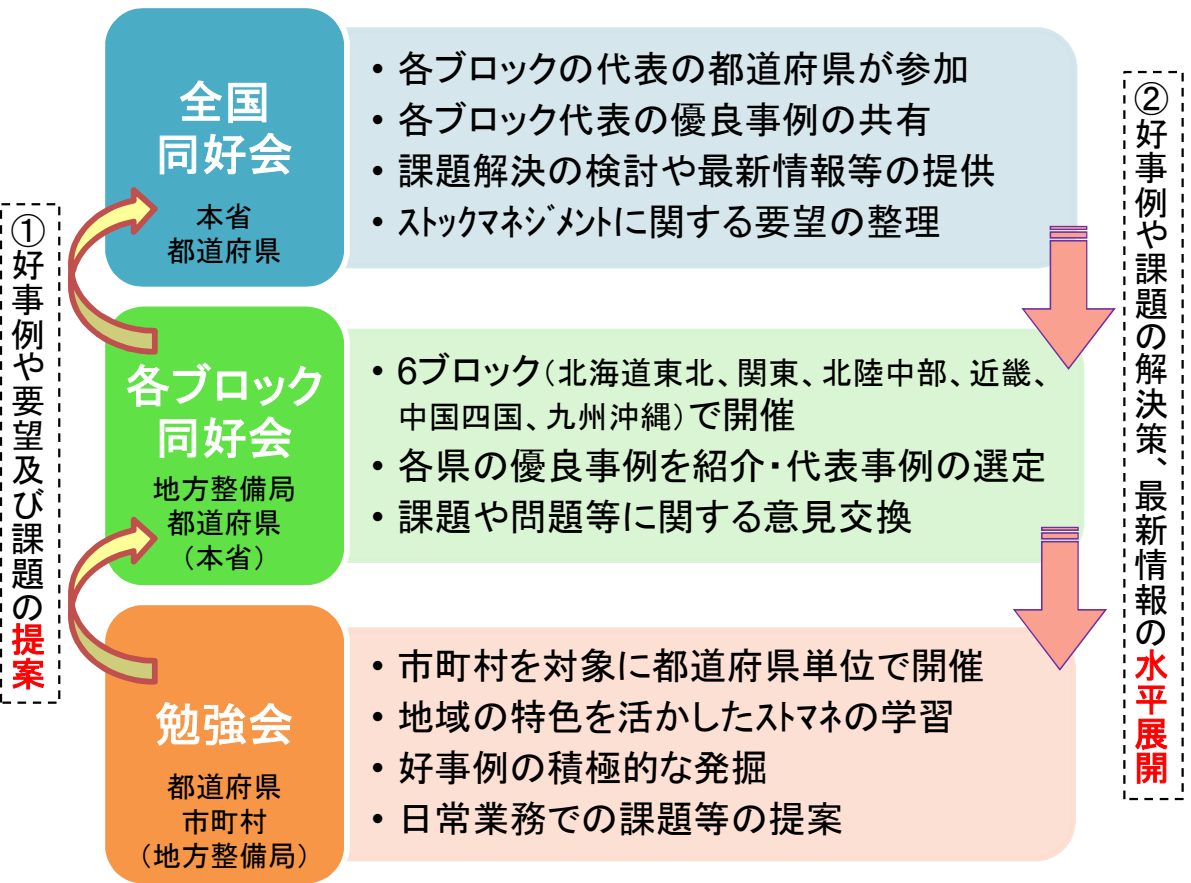 全国
同好会
本省
都道府県
・各ブロックの代表の都道府県が参加
・各ブロック代表の優良事例の共有
・課題解決の検討や最新情報等の提供
・ｽﾄｯｸﾏﾈｼﾞﾒﾝﾄに関する要望の整理
各ブロック
同好会
地方整備局
都道府県
（本省）
・6ブロック（北海道東北、関東、北陸中部、近畿、
中国四国、九州沖縄）で開催
・各県の優良事例を紹介・代表事例の選定
・課題や問題等に関する意見交換
勉強会
都道府県
市町村
（地方整備局）
・市町村を対象に都道府県単位で開催
・地域の特色を活かしたｽﾄﾏﾈの学習
・好事例の積極的な発掘
・日常業務での課題等の提案
①好事例や要望及び課題の提案
②好事例や課題の解決策、最新情報の水平展開